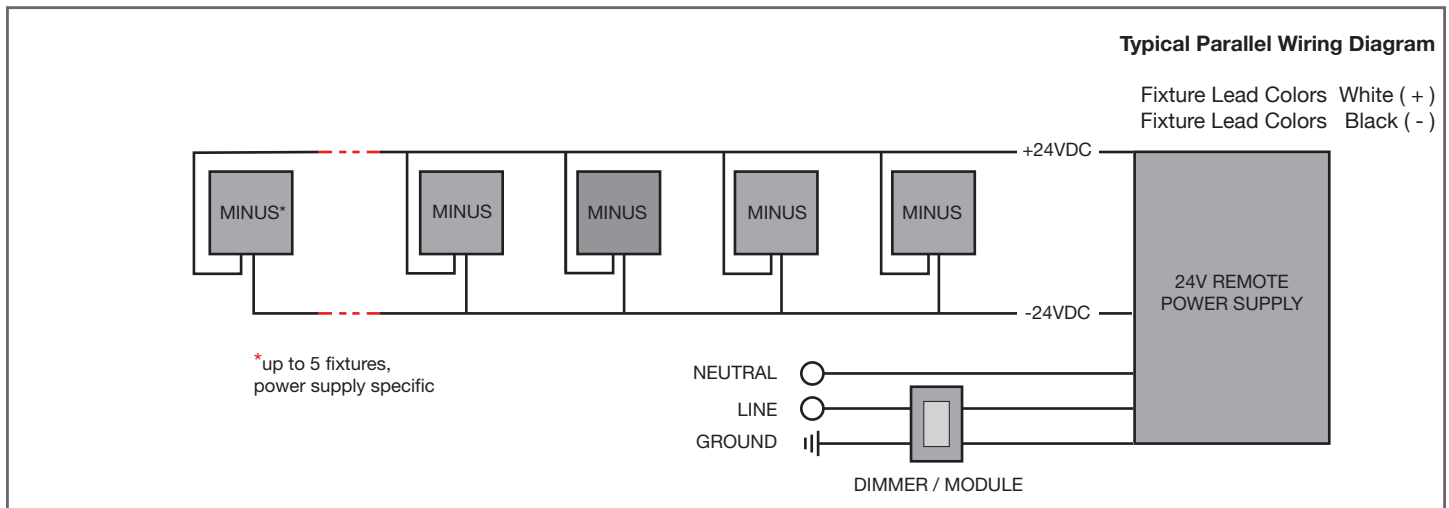 Typical Parallel Wiring Diagram
Fixture Lead Colors White ( + )
Fixture Lead Colors Black ( - )
+24VDC
MINUS*
MINUS
MINUS
MINUS
MINUS
24V REMOTE
POWER SUPPLY
-24VDC
*up to 5 fixtures,
power supply specific
NEUTRAL
LINE
GROUND
DIMMER / MODULE